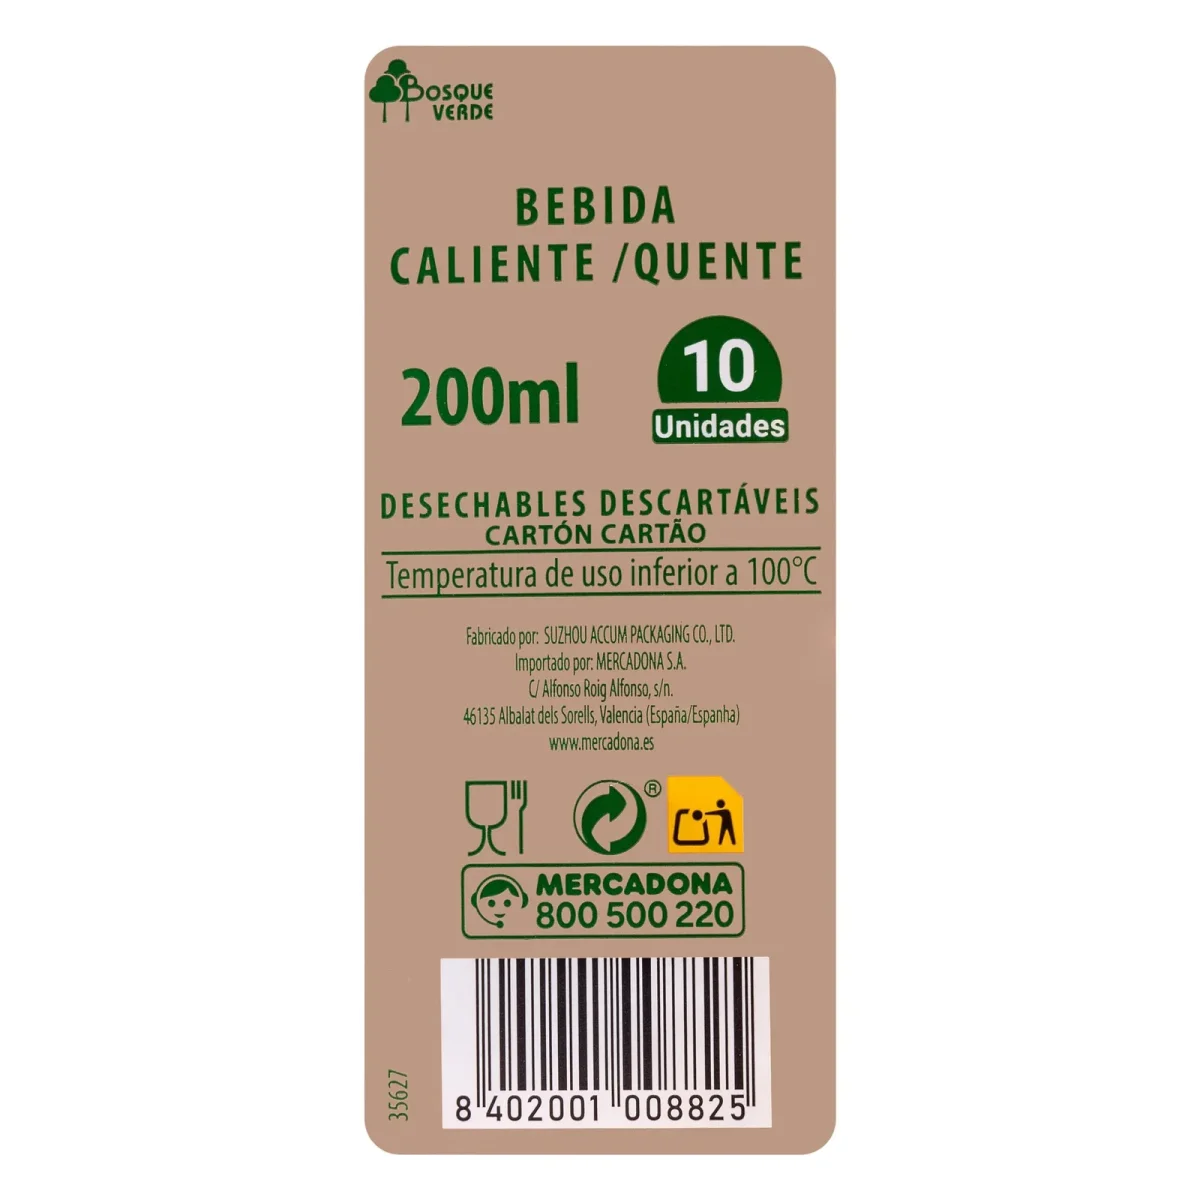 BOSQUE
VERDE
BEBIDA
CALIENTE /QUENTE
200ml
10
Unidades
DESECHABLES DESCARTÁVEIS
CARTÓN CARTÃO
Temperatura de uso inferior a 100°C
Fabricado por: SUZHOU ACCUM PACKAGING CO., LTD.
Importado por: MERCADONA S.A.
C/ Alfonso Roig Alfonso, s/n.
46135 Albalat dels Sorells, Valencia (España/Espanha)
www.mercadona.es
®
MERCADONA
800 500 220
35627
8 402001 008825